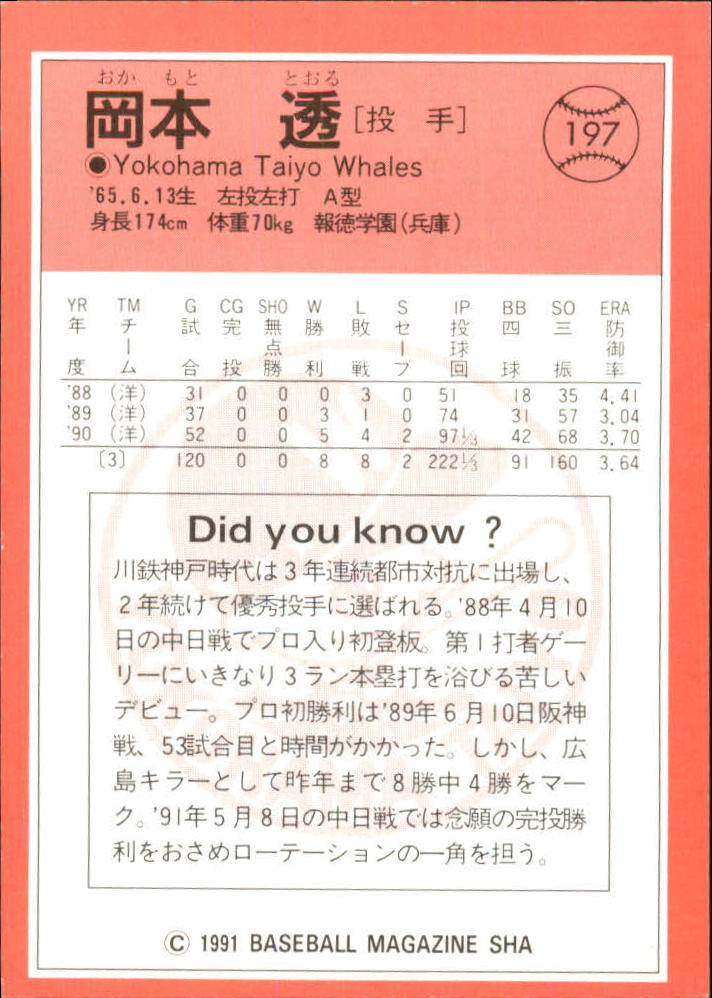 おか もと とおる
岡本 透[投 手]
197
●Yokohama Taiyo Whales
'65.6.13生 左投左打 A型
身長174cm 体重70kg 報徳学園(兵庫)
YR TM G CG SHO W L S IP BB SO ERA
年度 チーム 試合 完投 無点勝 勝利 敗戦 セーブ 投球回 四球 三振 防御率
'88 (洋) 31 0 0 0 3 0 51 18 35 4.41
'89 (洋) 37 0 0 3 1 0 74 31 57 3.04
'90 (洋) 52 0 0 5 4 2 97⅓ 42 68 3.70
〔3〕 120 0 0 8 8 2 222⅓ 91 160 3.64
Did you know ?
川鉄神戸時代は3年連続都市対抗に出場し、
2年続けて優秀投手に選ばれる。'88年4月10
日の中日戦でプロ入り初登板。第1打者ゲー
リーにいきなり3ラン本塁打を浴びる苦しい
デビュー。プロ初勝利は'89年6月10日阪神
戦、53試合目と時間がかかった。しかし、広
島キラーとして昨年まで8勝中4勝をマー
ク。'91年5月8日の中日戦では念願の完投勝
利をおさめローテーションの一角を担う。
© 1991 BASEBALL MAGAZINE SHA